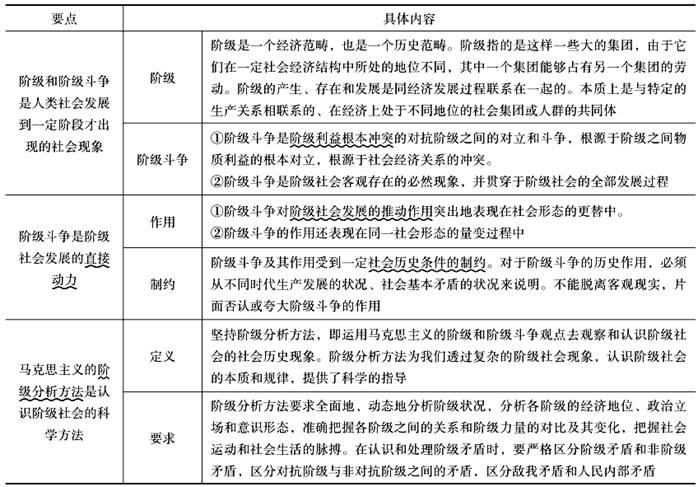 要点
具体内容
阶级和阶级斗争
是人类社会发展
到一定阶段才出
现的社会现象
阶级
阶级是一个经济范畴，也是一个历史范畴。阶级指的是这样一些大的集团，由于它
们在一定社会经济结构中所处的地位不同，其中一个集团能够占有另一个集团的劳
动。阶级的产生、存在和发展是同经济发展过程联系在一起的。本质上是与特定的
生产关系相联系的、在经济上处于不同地位的社会集团或人群的共同体
阶级斗争
①阶级斗争是阶级利益根本冲突的对抗阶级之间的对立和斗争，根源于阶级之间物
质利益的根本对立，根源于社会经济关系的冲突。
②阶级斗争是阶级社会客观存在的必然现象，并贯穿于阶级社会的全部发展过程
阶级斗争是阶级
社会发展的直接
动力
作用
①阶级斗争对阶级社会发展的推动作用突出地表现在社会形态的更替中。
②阶级斗争的作用还表现在同一社会形态的量变过程中
制约
阶级斗争及其作用受到一定社会历史条件的制约。对于阶级斗争的历史作用，必须
从不同时代生产发展的状况、社会基本矛盾的状况来说明。不能脱离客观现实，片
面否认或夸大阶级斗争的作用
马克思主义的阶
级分析方法是认
识阶级社会的科
学方法
定义
坚持阶级分析方法，即运用马克思主义的阶级和阶级斗争观点去观察和认识阶级社
会的社会历史现象。阶级分析方法为我们透过复杂的阶级社会现象，认识阶级社会
的本质和规律，提供了科学的指导
要求
阶级分析方法要求全面地、动态地分析阶级状况，分析各阶级的经济地位、政治立
场和意识形态，准确把握各阶级之间的关系和阶级力量的对比及其变化，把握社会
运动和社会生活的脉搏。在认识和处理阶级矛盾时，要严格区分阶级矛盾和非阶级
矛盾，区分对抗阶级与非对抗阶级之间的矛盾，区分敌我矛盾和人民内部矛盾